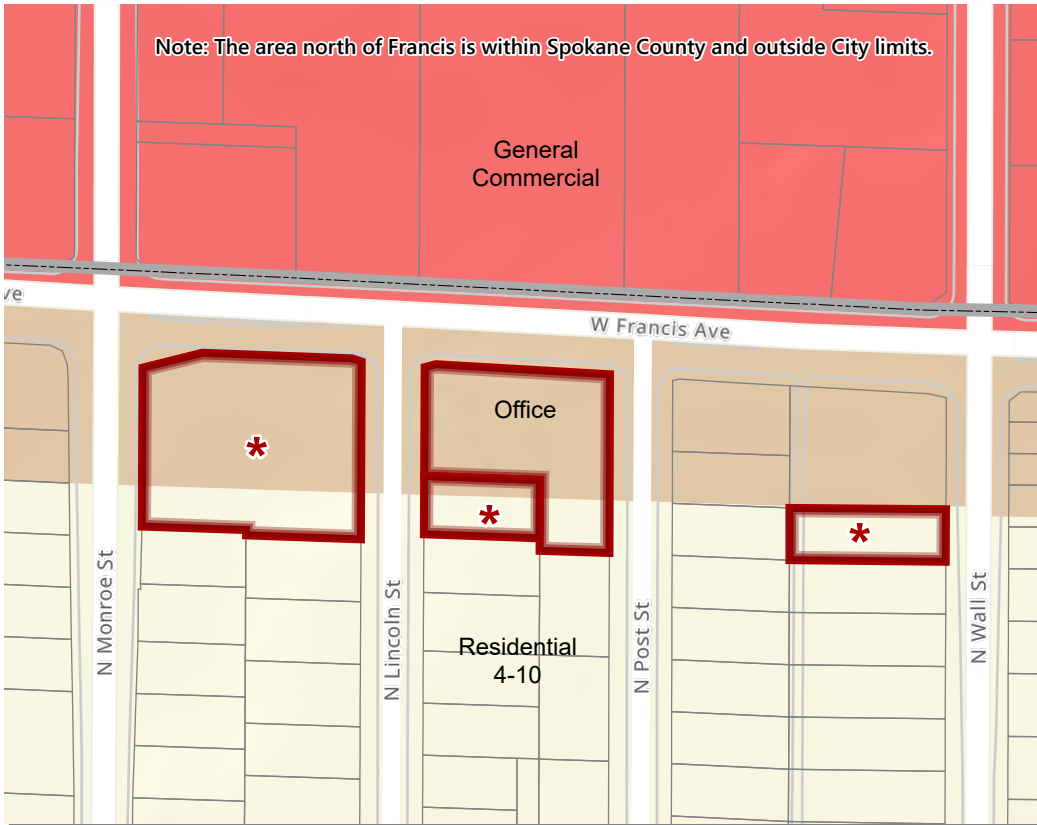 Note: The area north of Francis is within Spokane County and outside City limits.
General
Commercial
ve
W Francis Ave
Office
*
*
*
N Monroe St
N Lincoln St
N Post St
N Wall St
Residential
4-10